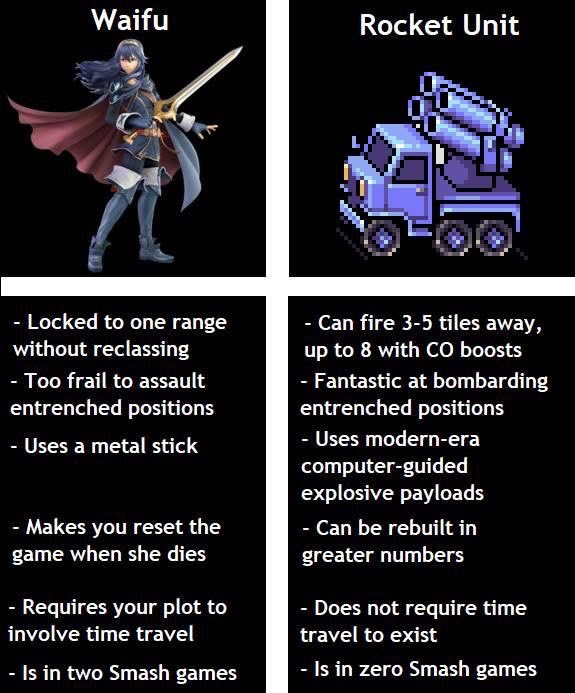 Waifu
- Locked to one range
without reclassing
- Too frail to assault
entrenched positions
- Uses a metal stick
- Makes you reset the
game when she dies
- Requires your plot to
involve time travel
- Is in two Smash games
Rocket Unit
- Can fire 3-5 tiles away,
up to 8 with CO boosts
- Fantastic at bombarding
entrenched positions
- Uses modern-era
computer-guided
explosive payloads
- Can be rebuilt in
greater numbers
- Does not require time
travel to exist
- Is in zero Smash games